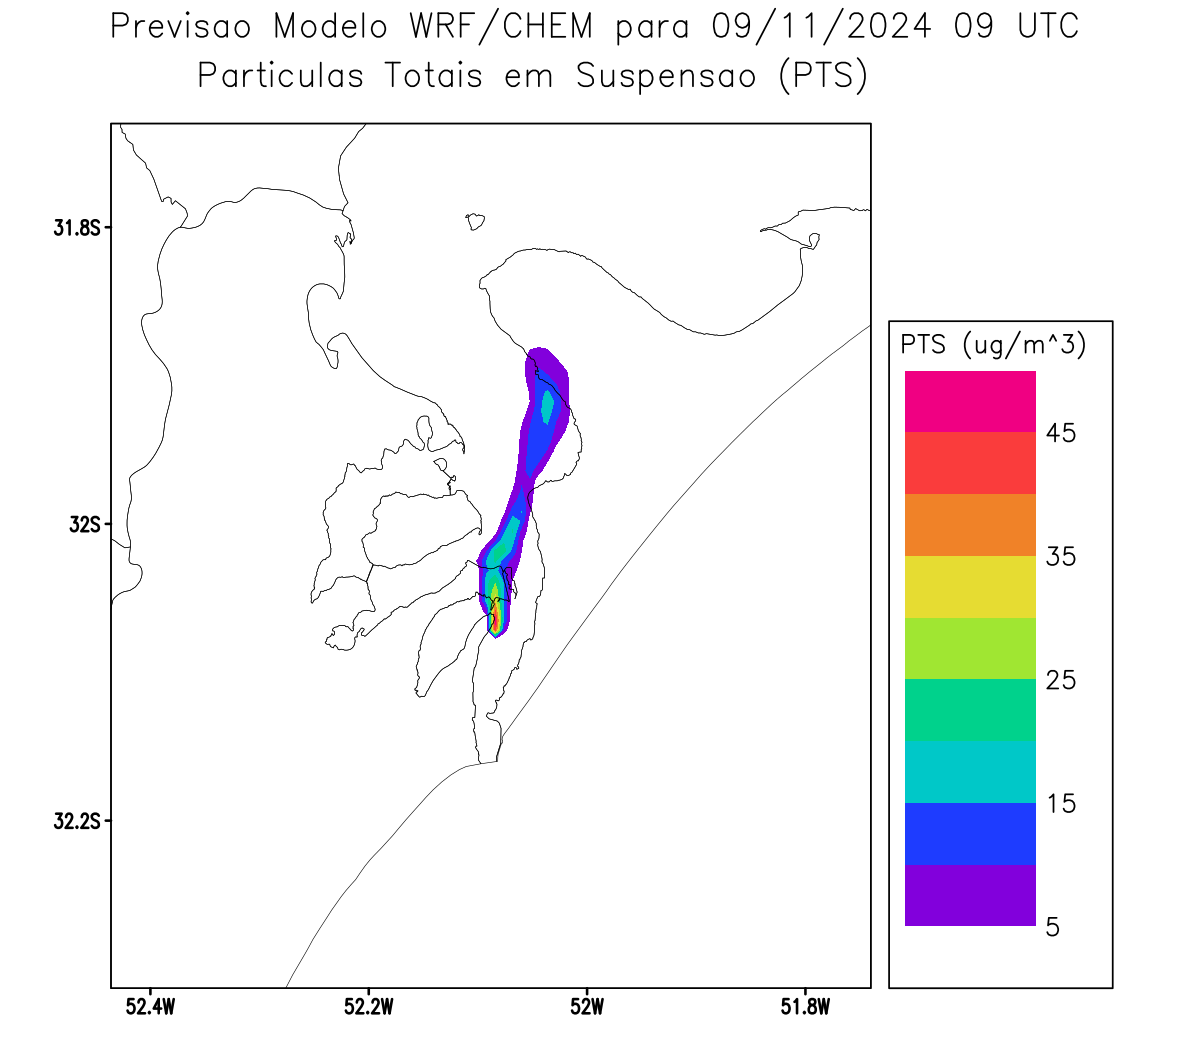 Previsao Modelo WRF/CHEM para 09/11/2024 09 UTC
Particulas Totais em Suspensao (PTS)
31.8S
32S
32.2S
52.4W
52.2W
52W
51.8W
PTS (ug/m^3)
45
35
25
15
5